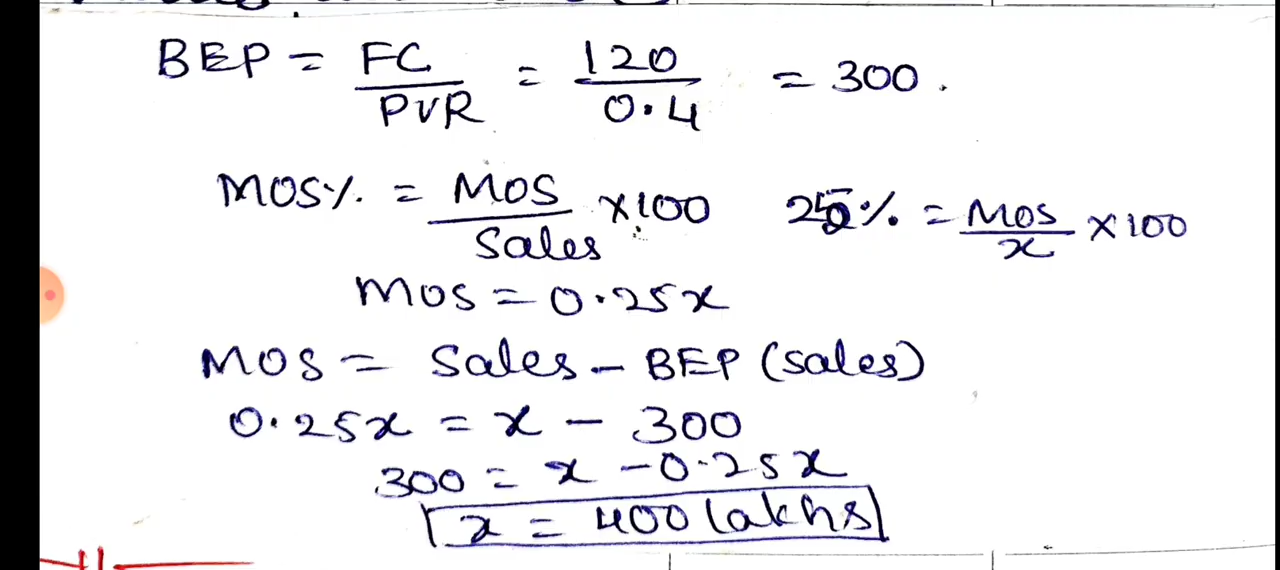 BEP = FC/PVR = 120/0.4 = 300.
MOS% = MOS/Sales ×100 25% = MOS/x ×100
MOS = 0.25x
MOS = Sales - BEP (sales)
0.25x = x - 300
300 = x - 0.25x
x = 400 lakhs